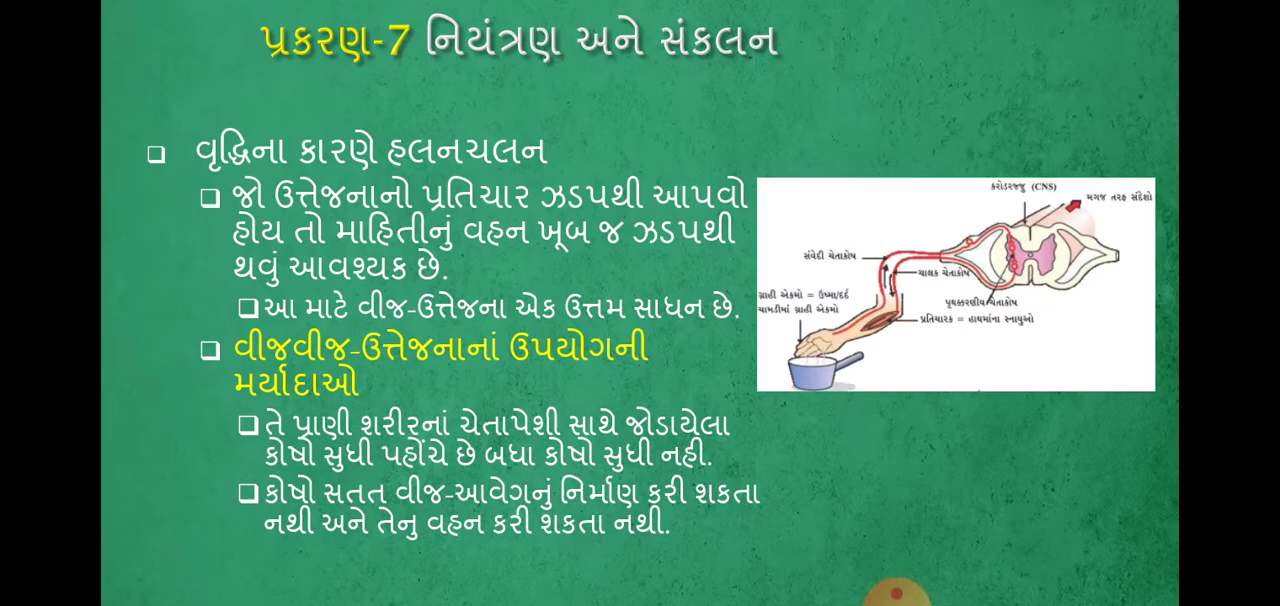 પ્રકરણ-7 નિયંત્રણ અને સંકલન
વૃદ્ધિના કારણે હલનચલન
જો ઉત્તેજનાનો પ્રતિચાર ઝડપથી આપવો
હોય તો માહિતીનું વહન ખૂબ જ ઝડપથી
થવું આવશ્યક છે.
આ માટે વીજ-ઉત્તેજના એક ઉત્તમ સાધન છે.
વીજવીજ-ઉત્તેજનાનાં ઉપયોગની
મર્યાદાઓ
તે પ્રાણી શરીરનાં ચેતાપેશી સાથે જોડાયેલા
કોષો સુધી પહોંચે છે બધા કોષો સુધી નહી.
કોષો સતત વીજ-આવેગનું નિર્માણ કરી શકતા
નથી અને તેનુ વહન કરી શકતા નથી.
કરોડરજ્જુ (CNS)
મગજ તરફ સંદેશો
સંવેદી ચેતાકોષ
ચાલક ચેતાકોષ
ગ્રાહી એકમો = ઉષ્મા/દર્દ
ચામડીમાં ગ્રાહી એકમો
પૃથક્કરણીય ચેતાકોષ
પ્રતિચારક = હાથમાંના સ્નાયુઓ